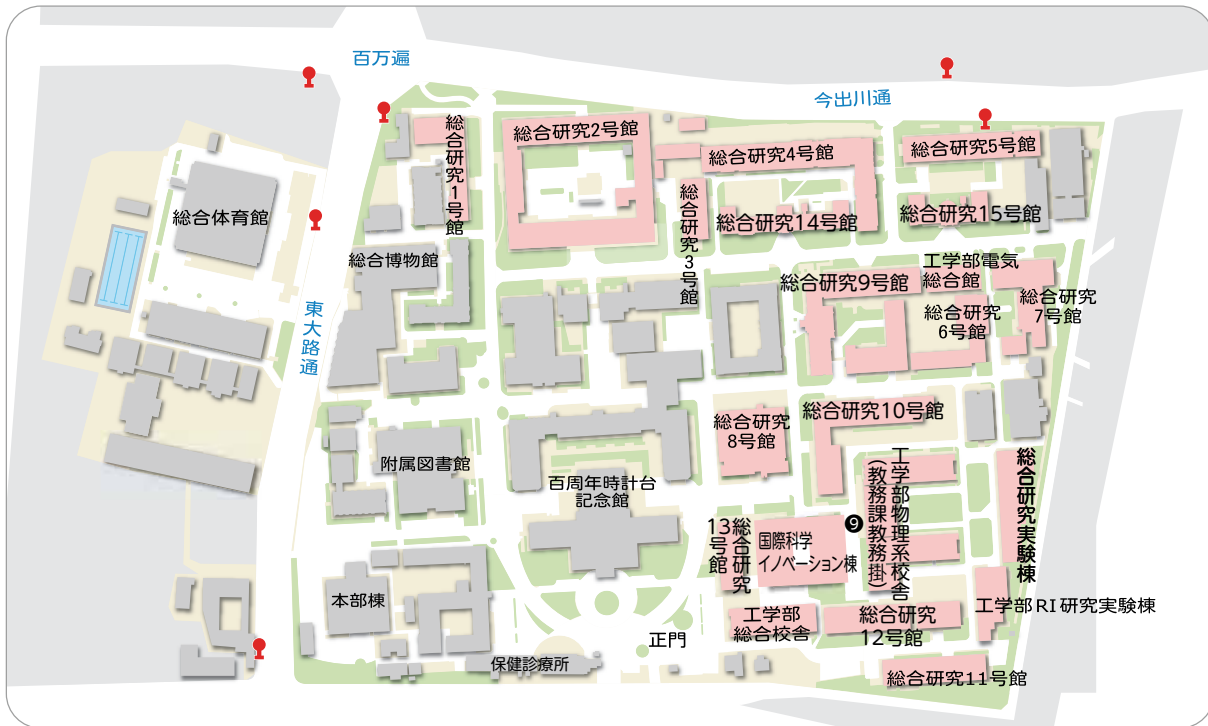 百万遍
今出川通
総合研究1号館
総合研究2号館
総合研究4号館
総合研究5号館
総合体育館
総合研究3号館
総合研究14号館
総合研究15号館
総合博物館
総合研究9号館
工学部電気
総合館
総合研究
7号館
総合研究
6号館
東大路通
総合研究10号館
総合研究
8号館
附属図書館
百周年時計台
記念館
工学部物理系校舎
(教務課教務掛)
総合研究実験棟
9
総合研究
13号館
国際科学
イノベーション棟
本部棟
工学部
総合校舎
総合研究
12号館
工学部RI研究実験棟
正門
保健診療所
総合研究11号館